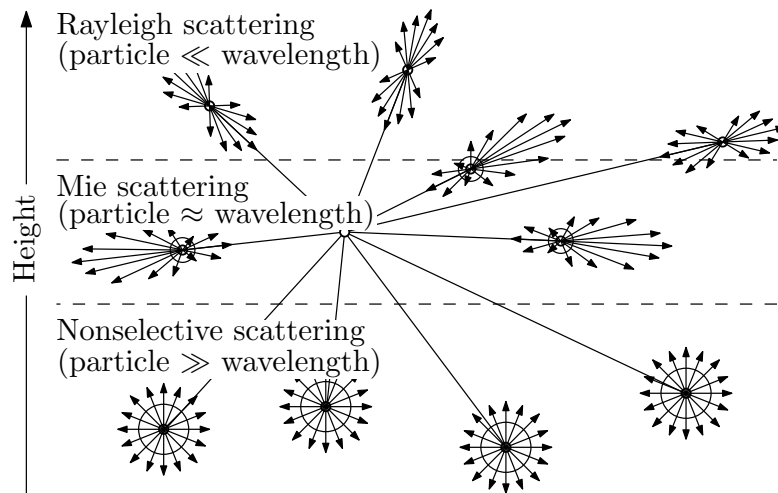 Rayleigh scattering
(particle ≪ wavelength)
Mie scattering
(particle ≈ wavelength)
Height
Nonselective scattering
(particle ≫ wavelength)